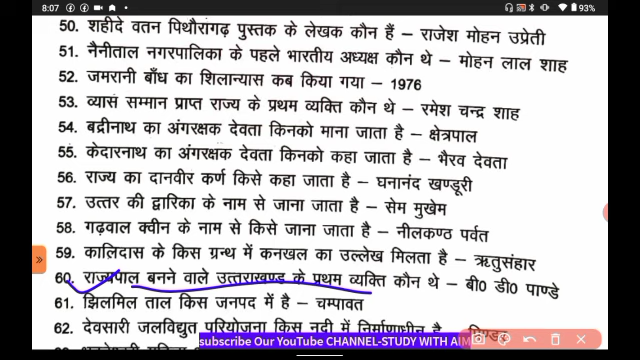 8:07
93%
50. शहीदे वतन पिथौरागढ़ पुस्तक के लेखक कौन हैं – राजेश मोहन उप्रेती
51. नैनीताल नगरपालिका के पहले भारतीय अध्यक्ष कौन थे – मोहन लाल शाह
52. जमरानी बाँध का शिलान्यास कब किया गया – 1976
53. व्यास सम्मान प्राप्त राज्य के प्रथम व्यक्ति कौन थे – रमेश चन्द्र शाह
54. बद्रीनाथ का अंगरक्षक देवता किनको माना जाता है – क्षेत्रपाल
55. केदारनाथ का अंगरक्षक देवता किनको कहा जाता है – भैरव देवता
56. राज्य का दानवीर कर्ण किसे कहा जाता है – घनानंद खण्डूरी
57. उत्तर की द्वारिका के नाम से जाना जाता है – सेम मुखेम
58. गढ़वाल क्वीन के नाम से किसे जाना जाता है – नीलकण्ठ पर्वत
59. कालिदास के किस ग्रन्थ में कनखल का उल्लेख मिलता है – ऋतुसंहार
60. राज्यपाल बनने वाले उत्तराखण्ड के प्रथम व्यक्ति कौन थे – बी0 डी0 पाण्डे
61. झिलमिल ताल किस जनपद में है – चम्पावत
62. देवसारी जलविद्युत परियोजना किस नदी में निर्माणाधीन है
subscribe Our YouTube CHANNEL-STUDY WITH AIM